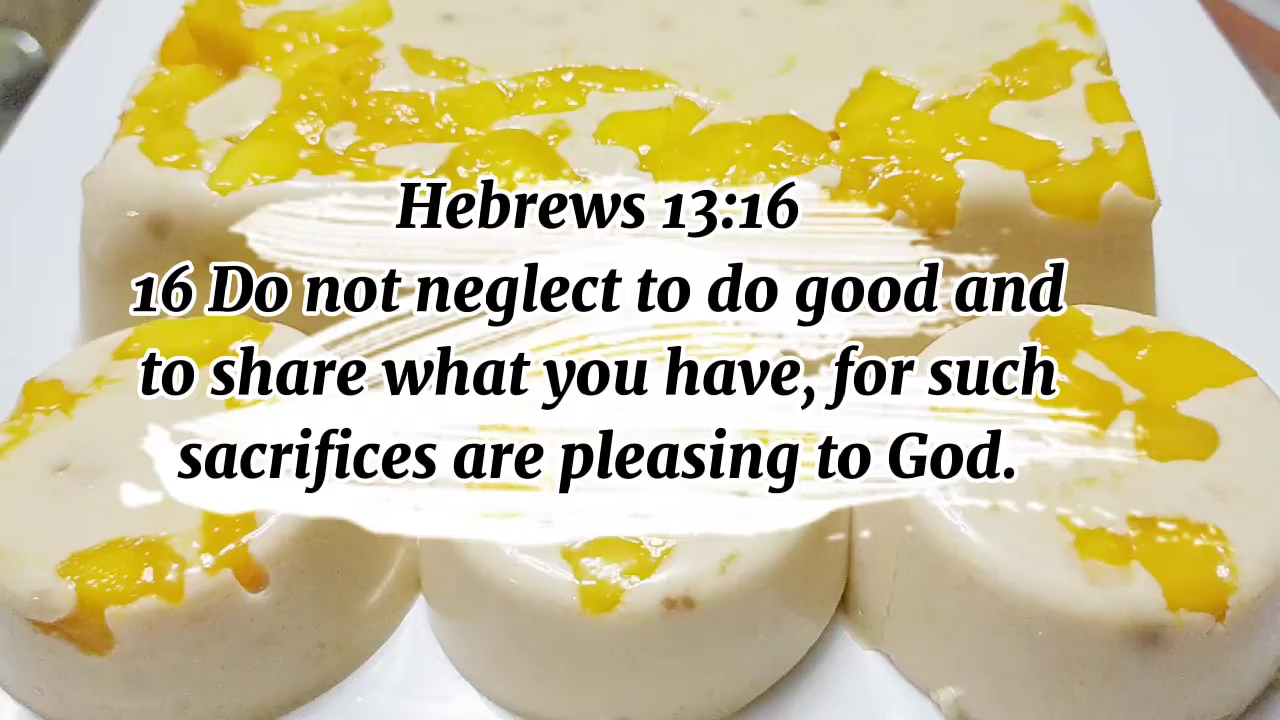 Hebrews 13:16
16 Do not neglect to do good and
to share what you have, for such
sacrifices are pleasing to God.